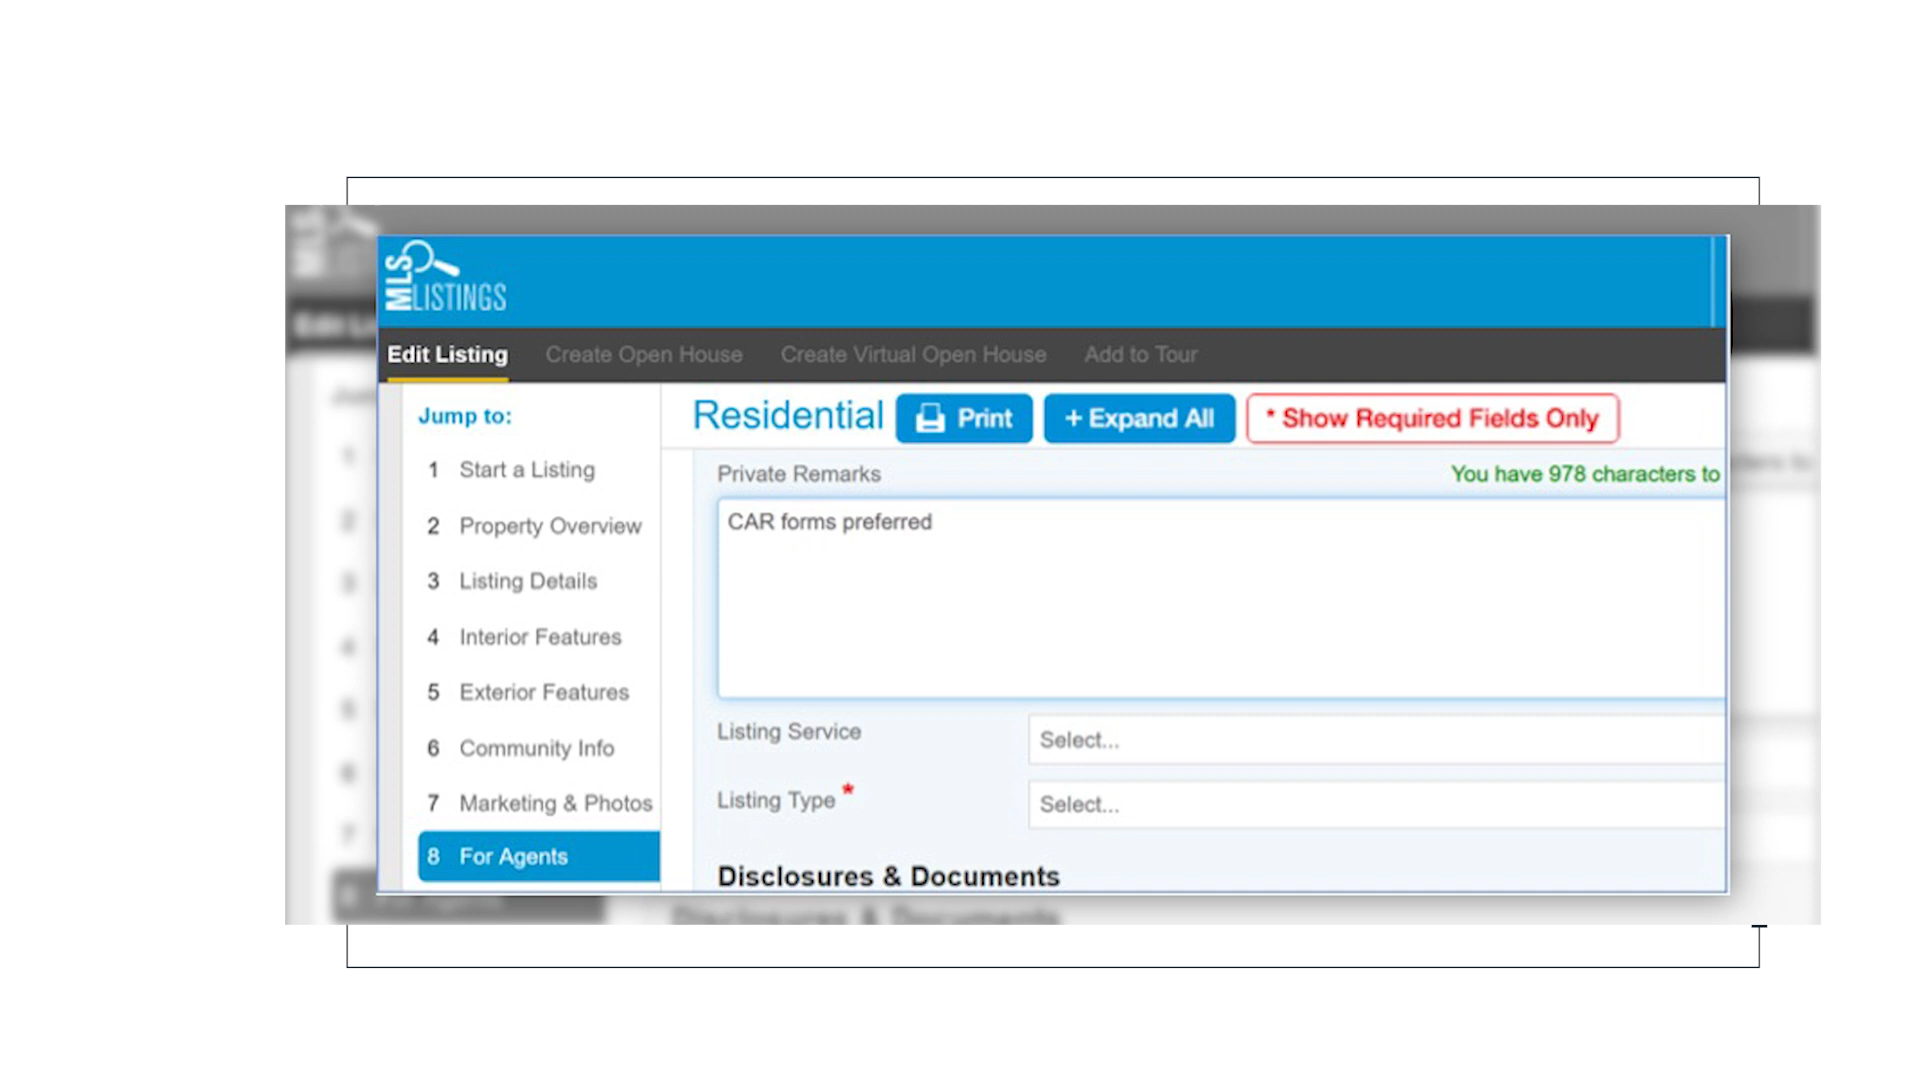 MLS
LISTINGS
Edit Listing Create Open House Create Virtual Open House Add to Tour
Jump to:
1 Start a Listing
2 Property Overview
3 Listing Details
4 Interior Features
5 Exterior Features
6 Community Info
7 Marketing & Photos
8 For Agents
Residential Print + Expand All * Show Required Fields Only
Private Remarks You have 978 characters to
CAR forms preferred
Listing Service Select...
Listing Type * Select...
Disclosures & Documents
Disclosures & Documents